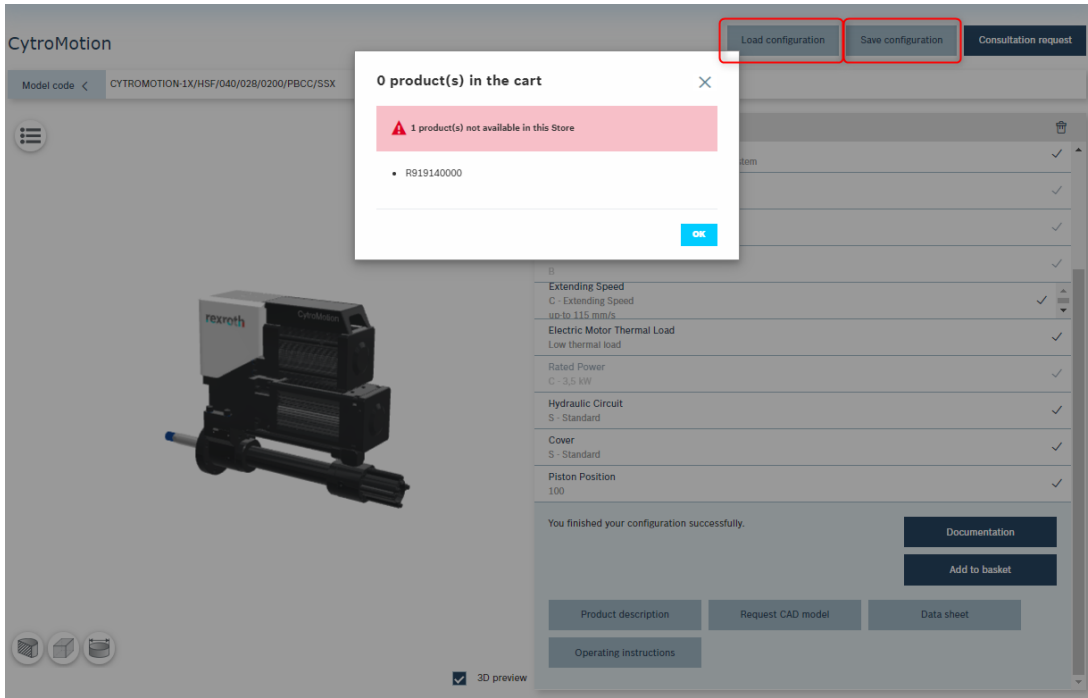 CytroMotion
Load configuration
Save configuration
Consultation request
Model code
CYTROMOTION-1X/HSF/040/028/0200/PBCC/SSX
0 product(s) in the cart
1 product(s) not available in this Store
R919140000
OK
B
Extending Speed
C - Extending Speed
up to 115 mm/s
Electric Motor Thermal Load
Low thermal load
Rated Power
C - 3,5 kW
Hydraulic Circuit
S - Standard
Cover
S - Standard
Piston Position
100
rexroth
CytroMotion
You finished your configuration successfully.
Documentation
Add to basket
Product description
Request CAD model
Data sheet
Operating instructions
3D preview